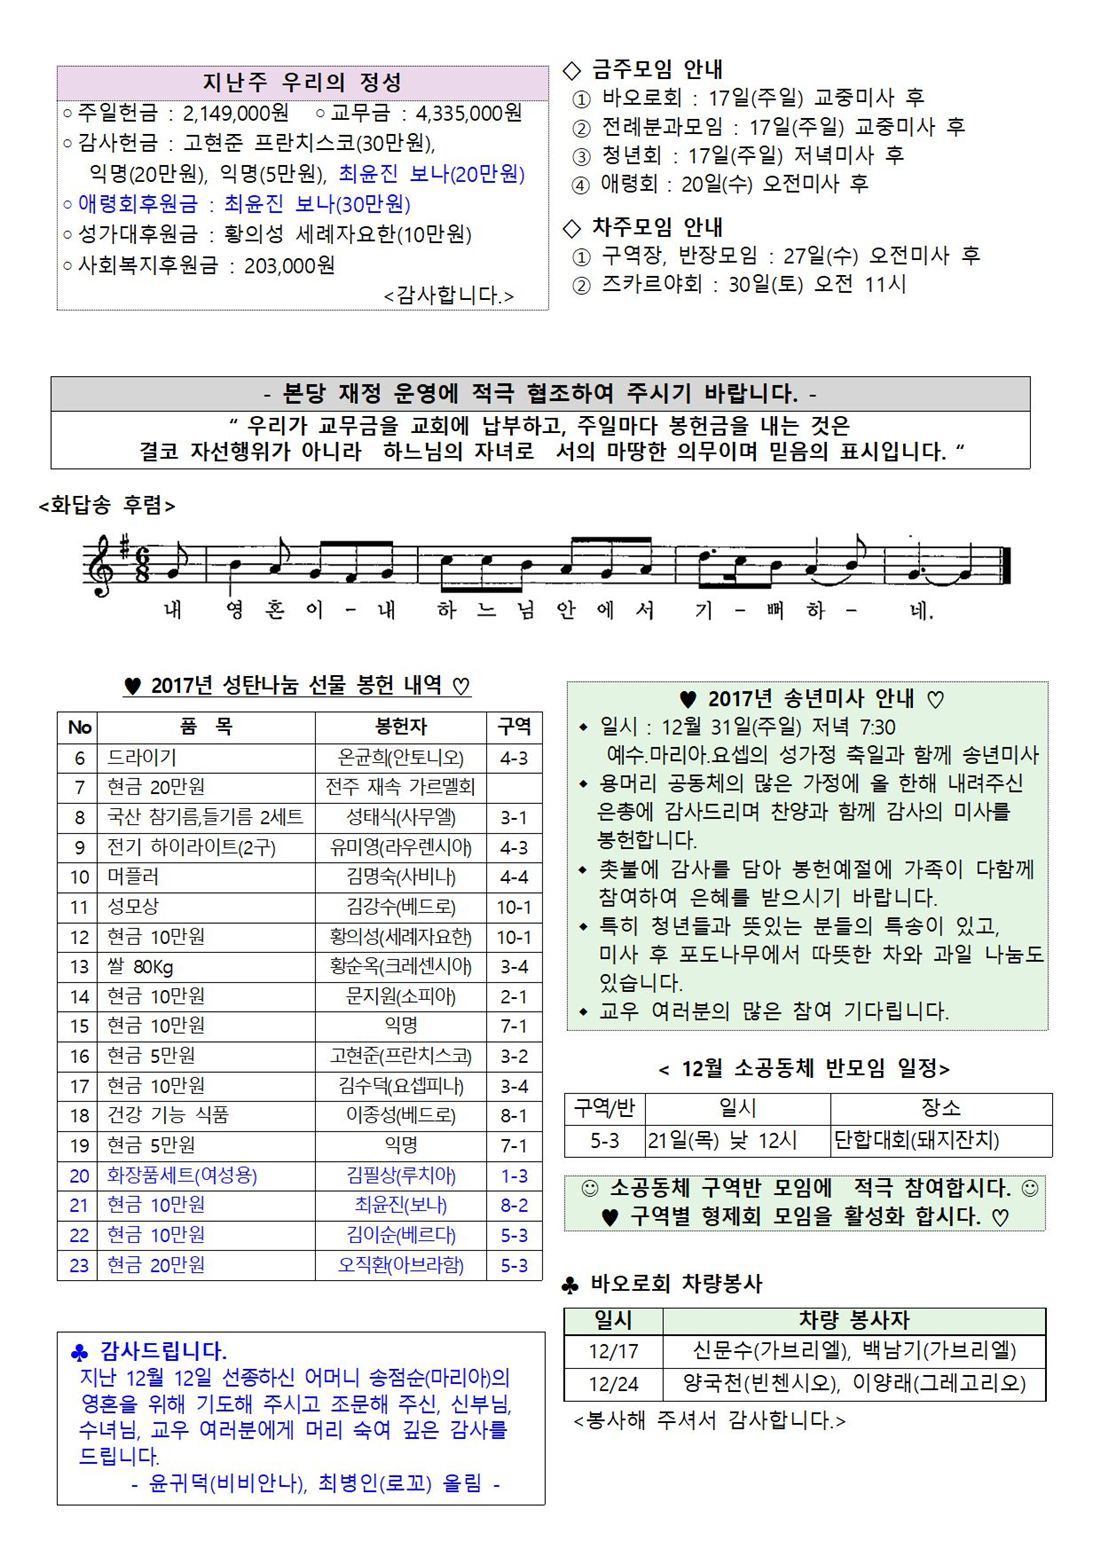 지난주 우리의 정성
○ 주일헌금 : 2,149,000원 ○ 교무금 : 4,335,000원
○ 감사헌금 : 고현준 프란치스코(30만원),
익명(20만원), 익명(5만원), 최윤진 보나(20만원)
○ 애령회후원금 : 최윤진 보나(30만원)
○ 성가대후원금 : 황의성 세례자요한(10만원)
○ 사회복지후원금 : 203,000원
<감사합니다.>
◇ 금주모임 안내
① 바오로회 : 17일(주일) 교중미사 후
② 전례분과모임 : 17일(주일) 교중미사 후
③ 청년회 : 17일(주일) 저녁미사 후
④ 애령회 : 20일(수) 오전미사 후
◇ 차주모임 안내
① 구역장, 반장모임 : 27일(수) 오전미사 후
② 즈카르야회 : 30일(토) 오전 11시
- 본당 재정 운영에 적극 협조하여 주시기 바랍니다. -
“ 우리가 교무금을 교회에 납부하고, 주일마다 봉헌금을 내는 것은
결코 자선행위가 아니라 하느님의 자녀로 서의 마땅한 의무이며 믿음의 표시입니다. “
<화답송 후렴>
6
8
내 영 혼 이 - 내 하 느 님 안 에 서 기 - 뻐 하 - 네.
♥ 2017년 성탄나눔 선물 봉헌 내역 ♡
No 품 목 봉헌자 구역
6 드라이기 온균희(안토니오) 4-3
7 현금 20만원 전주 재속 가르멜회
8 국산 참기름,들기름 2세트 성태식(사무엘) 3-1
9 전기 하이라이트(2구) 유미영(라우렌시아) 4-3
10 머플러 김명숙(사비나) 4-4
11 성모상 김강수(베드로) 10-1
12 현금 10만원 황의성(세례자요한) 10-1
13 쌀 80Kg 황순옥(크레센시아) 3-4
14 현금 10만원 문지원(소피아) 2-1
15 현금 10만원 익명 7-1
16 현금 5만원 고현준(프란치스코) 3-2
17 현금 10만원 김수덕(요셉피나) 3-4
18 건강 기능 식품 이종성(베드로) 8-1
19 현금 5만원 익명 7-1
20 화장품세트(여성용) 김필상(루치아) 1-3
21 현금 10만원 최윤진(보나) 8-2
22 현금 10만원 김이순(베르다) 5-3
23 현금 20만원 오직환(아브라함) 5-3
♣ 감사드립니다.
지난 12월 12일 선종하신 어머니 송점순(마리아)의
영혼을 위해 기도해 주시고 조문해 주신, 신부님,
수녀님, 교우 여러분에게 머리 숙여 깊은 감사를
드립니다.
- 윤귀덕(비비안나), 최병인(로꼬) 올림 -
♥ 2017년 송년미사 안내 ♡
◆ 일시 : 12월 31일(주일) 저녁 7:30
예수.마리아.요셉의 성가정 축일과 함께 송년미사
◆ 용머리 공동체의 많은 가정에 올 한해 내려주신
은총에 감사드리며 찬양과 함께 감사의 미사를
봉헌합니다.
◆ 촛불에 감사를 담아 봉헌예절에 가족이 다함께
참여하여 은혜를 받으시기 바랍니다.
◆ 특히 청년들과 뜻있는 분들의 특송이 있고,
미사 후 포도나무에서 따뜻한 차와 과일 나눔도
있습니다.
◆ 교우 여러분의 많은 참여 기다립니다.
< 12월 소공동체 반모임 일정>
구역/반 일시 장소
5-3 21일(목) 낮 12시 단합대회(돼지잔치)
☺ 소공동체 구역반 모임에 적극 참여합시다. ☺
♥ 구역별 형제회 모임을 활성화 합시다. ♡
♣ 바오로회 차량봉사
일시 차량 봉사자
12/17 신문수(가브리엘), 백남기(가브리엘)
12/24 양국천(빈첸시오), 이양래(그레고리오)
<봉사해 주셔서 감사합니다.>